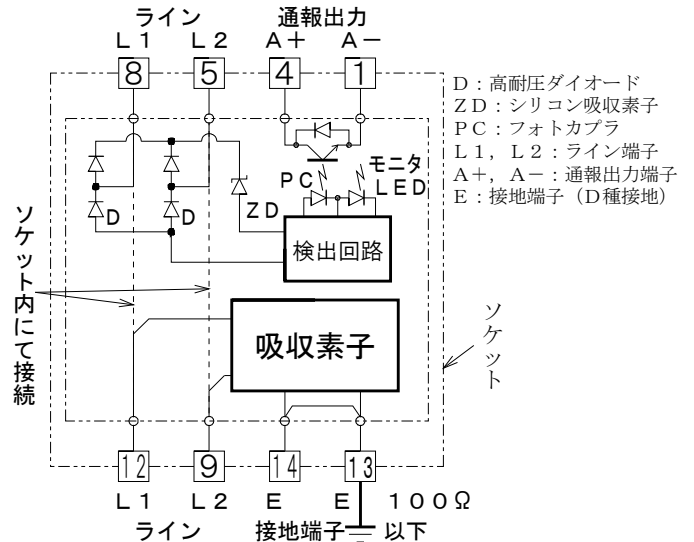 ライン 通報出力
L1 L2 A+ A-
8 5 4 1
D:高耐圧ダイオード
ZD:シリコン吸収素子
PC:フォトカプラ
L1,L2:ライン端子
A+,A-:通報出力端子
E:接地端子(D種接地)
PC モニタ
LED
D D ZD
検出回路
ソケット内にて接続
吸収素子
ソケット
12 9 14 13
L1 L2 E E 100Ω
ライン 接地端子 以下